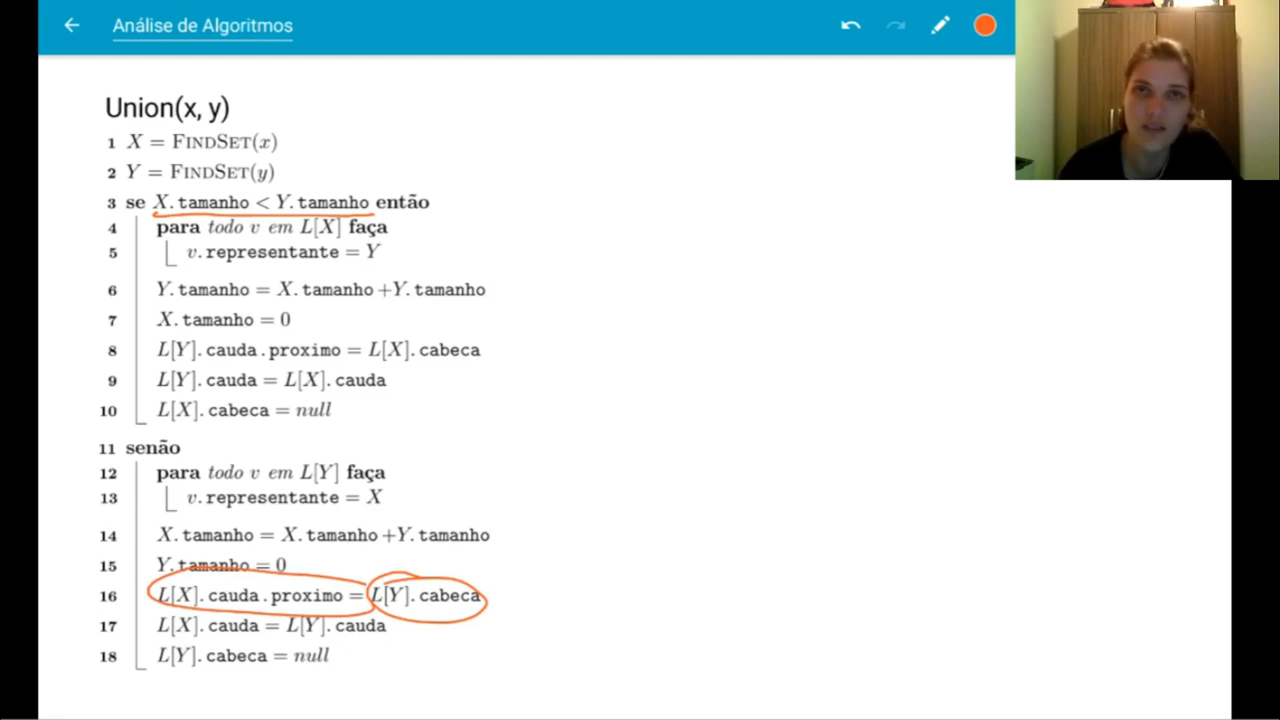 Análise de Algoritmos
Union(x, y)
1 X = FINDSET(x)
2 Y = FINDSET(y)
3 se X.tamanho < Y.tamanho então
4 para todo v em L[X] faça
5 v.representante = Y
6 Y.tamanho = X.tamanho +Y.tamanho
7 X.tamanho = 0
8 L[Y].cauda.proximo = L[X].cabeca
9 L[Y].cauda = L[X].cauda
10 L[X].cabeca = null
11 senão
12 para todo v em L[Y] faça
13 v.representante = X
14 X.tamanho = X.tamanho +Y.tamanho
15 Y.tamanho = 0
16 L[X].cauda.proximo = L[Y].cabeca
17 L[X].cauda = L[Y].cauda
18 L[Y].cabeca = null